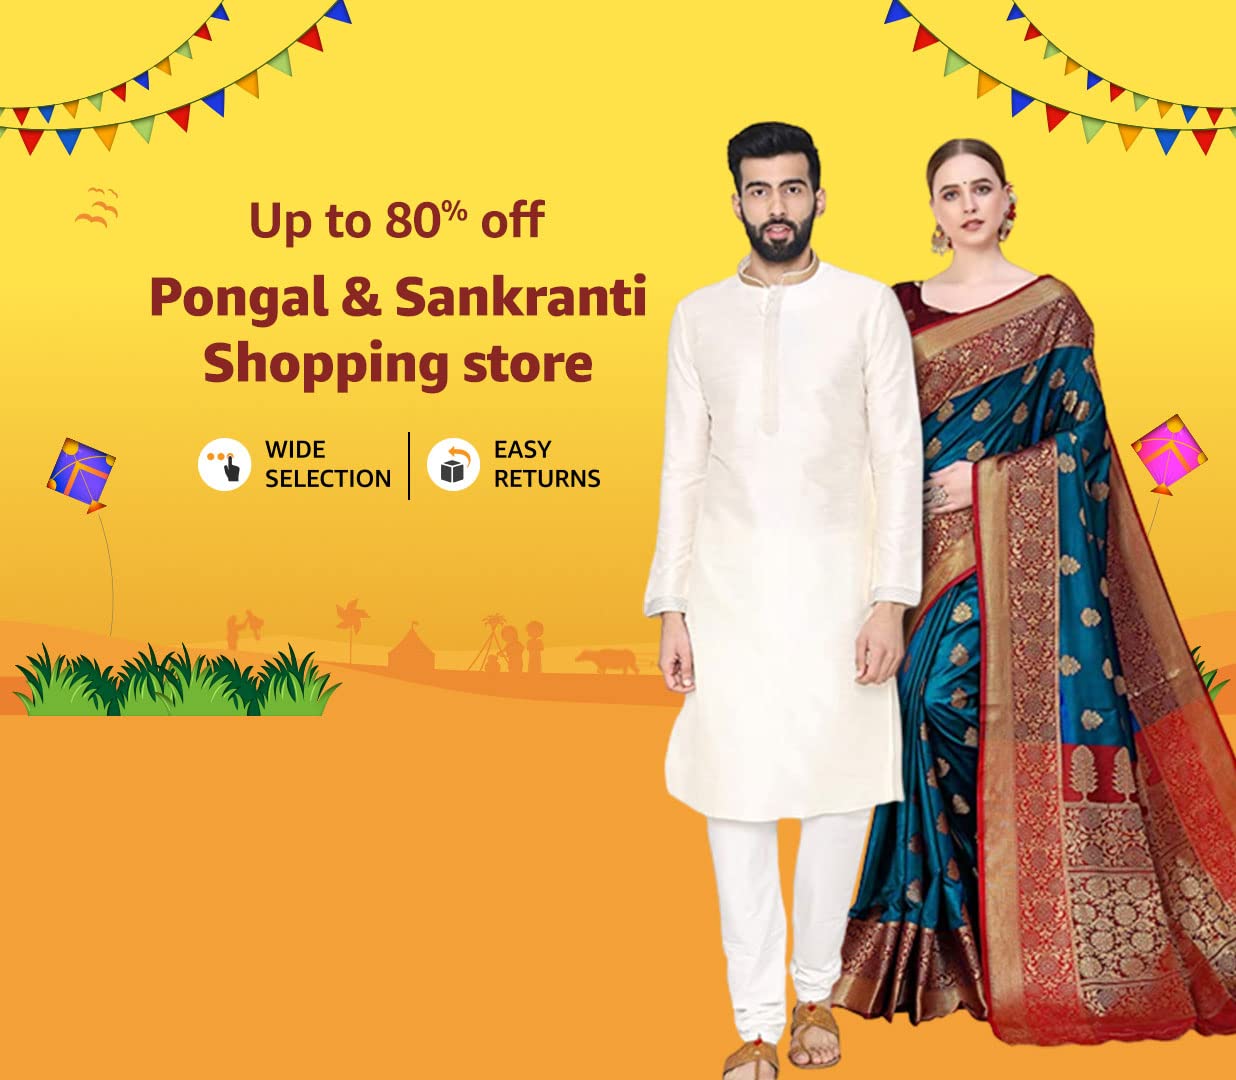 Up to 80% off
Pongal & Sankranti
Shopping store
WIDE
SELECTION
EASY
RETURNS